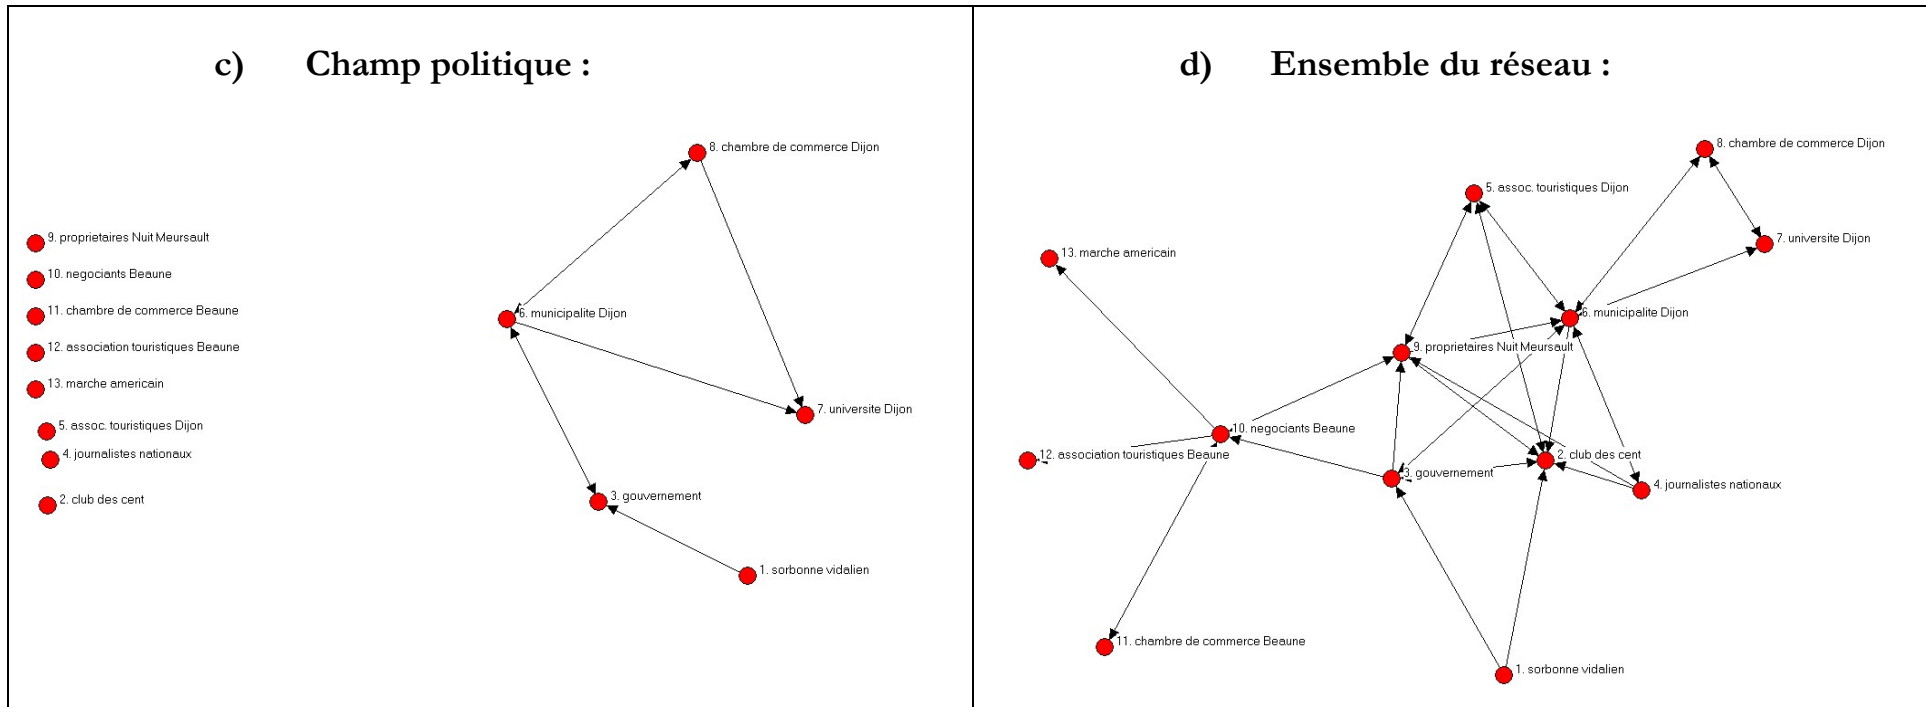 c) Champ politique :
8. chambre de commerce Dijon
9. proprietaires Nuit Meursault
10. negociants Beaune
11. chambre de commerce Beaune
6. municipalite Dijon
12. association touristiques Beaune
13. marche americain
7. universite Dijon
5. assoc. touristiques Dijon
4. journalistes nationaux
2. club des cent
3. gouvernement
1. sorbonne vidalien
d) Ensemble du réseau :
8. chambre de commerce Dijon
5. assoc. touristiques Dijon
7. universite Dijon
13. marche americain
6. municipalite Dijon
9. proprietaires Nuit Meursault
10. negociants Beaune
12. association touristiques Beaune
2. club des cent
3. gouvernement
4. journalistes nationaux
11. chambre de commerce Beaune
1. sorbonne vidalien